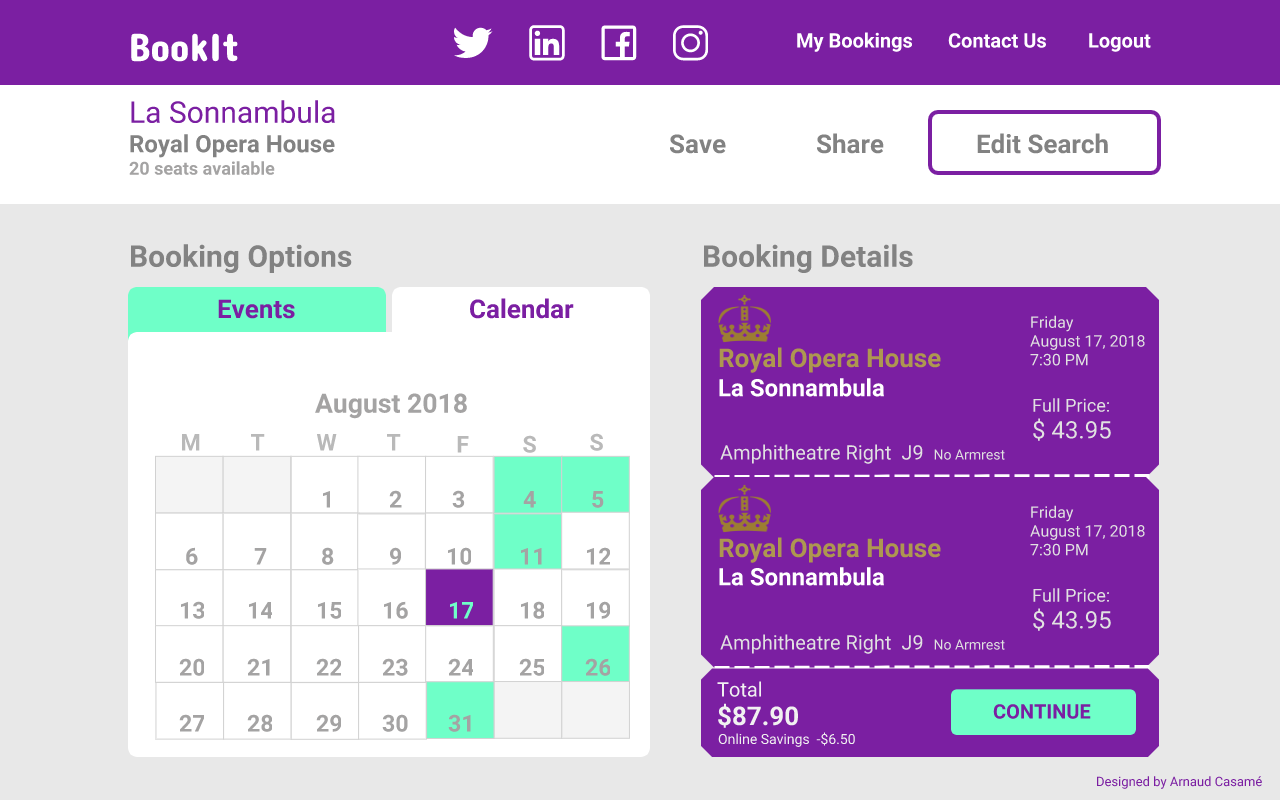 BookIt
My Bookings Contact Us Logout
La Sonnambula
Royal Opera House
20 seats available
Save Share Edit Search
Booking Options
Events Calendar
August 2018
M T W T F S S
1 2 3 4 5
6 7 8 9 10 11 12
13 14 15 16 17 18 19
20 21 22 23 24 25 26
27 28 29 30 31
Booking Details
Royal Opera House
La Sonnambula
Friday
August 17, 2018
7:30 PM
Full Price:
$ 43.95
Amphitheatre Right J9 No Armrest
Royal Opera House
La Sonnambula
Friday
August 17, 2018
7:30 PM
Full Price:
$ 43.95
Amphitheatre Right J9 No Armrest
Total
$87.90
Online Savings -$6.50
CONTINUE
Designed by Arnaud Casamé